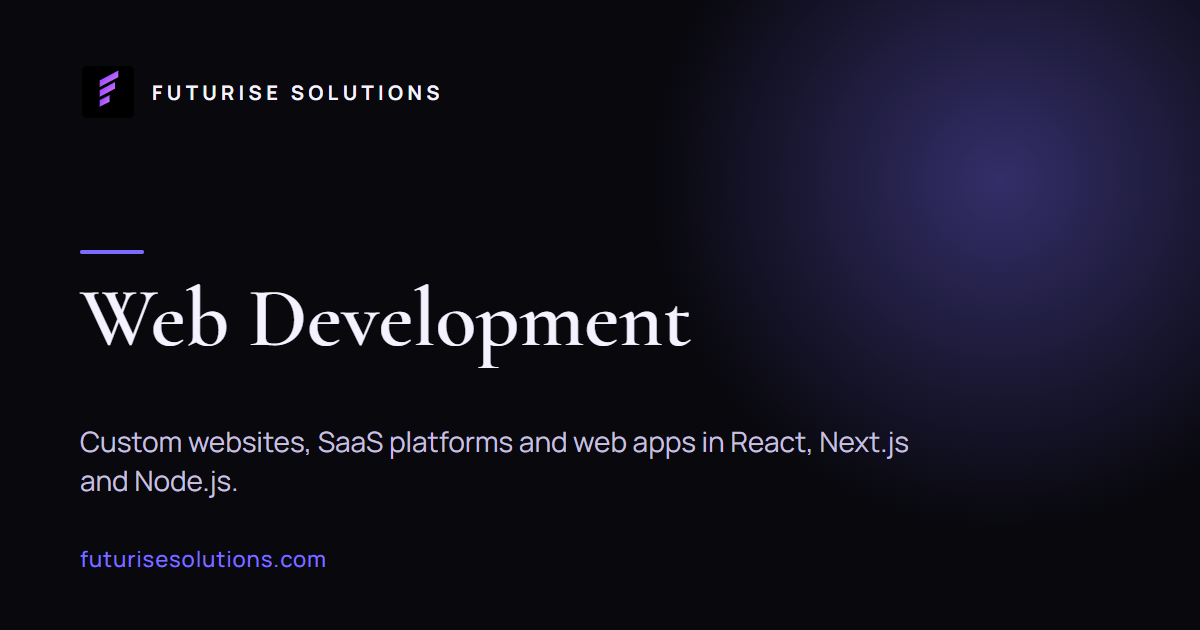 FUTURISE SOLUTIONS
Web Development
Custom websites, SaaS platforms and web apps in React, Next.js
and Node.js.
futurisesolutions.com